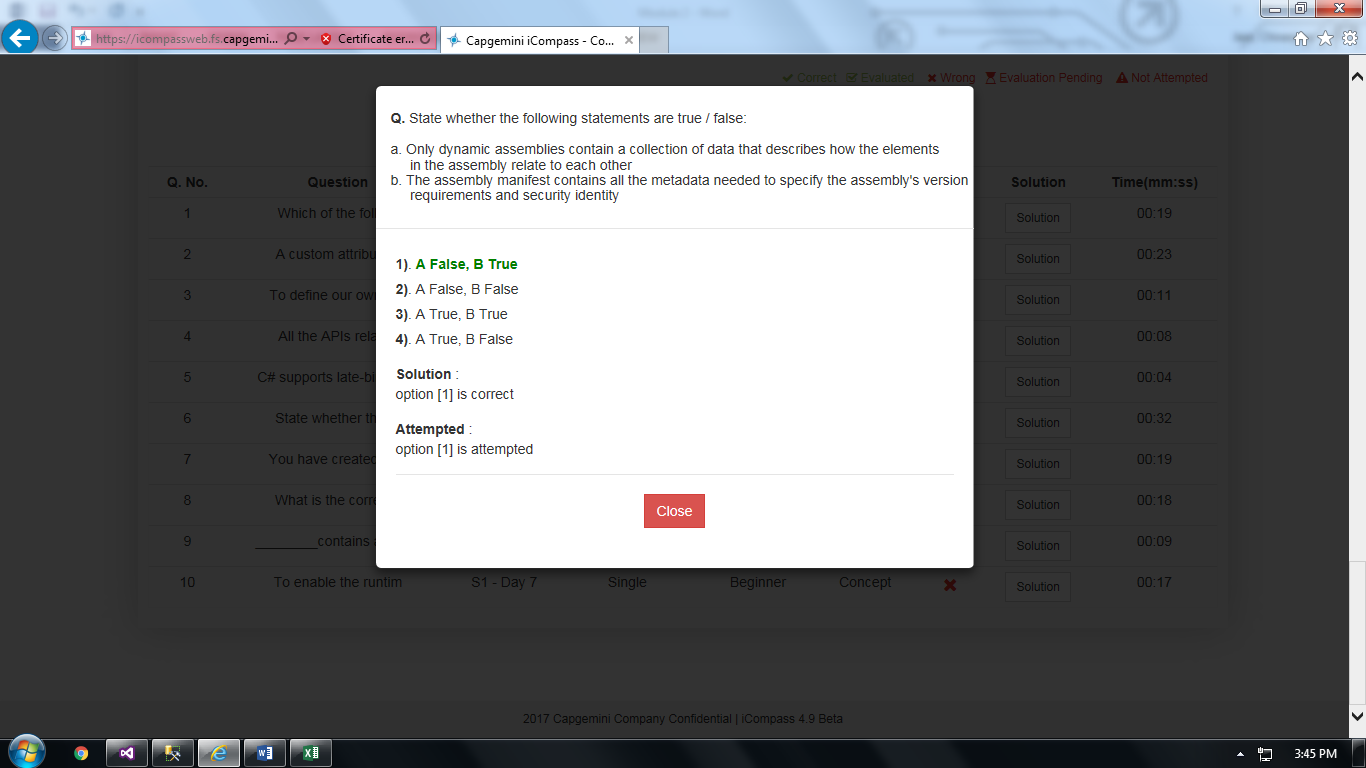 https://icompassweb.fs.capgemi... Certificate er... Capgemini iCompass - Co...
Correct Evaluated Wrong Evaluation Pending Not Attempted
Q. State whether the following statements are true / false:
a. Only dynamic assemblies contain a collection of data that describes how the elements
in the assembly relate to each other
b. The assembly manifest contains all the metadata needed to specify the assembly's version
requirements and security identity
1). A False, B True
2). A False, B False
3). A True, B True
4). A True, B False
Solution :
option [1] is correct
Attempted :
option [1] is attempted
Close
Q. No. Question Solution Time(mm:ss)
1 Which of the foll Solution 00:19
2 A custom attribu Solution 00:23
3 To define our own Solution 00:11
4 All the APIs rela Solution 00:08
5 C# supports late-bi Solution 00:04
6 State whether th Solution 00:32
7 You have created Solution 00:19
8 What is the corre Solution 00:18
9 ________contains Solution 00:09
10 To enable the runtim S1 - Day 7 Single Beginner Concept Solution 00:17
2017 Capgemini Company Confidential | iCompass 4.9 Beta
3:45 PM